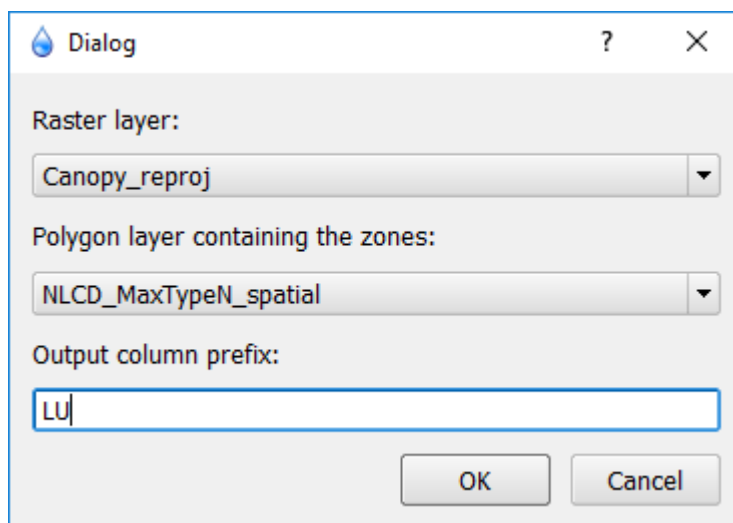 Dialog ?
Raster layer:
Canopy_reproj
Polygon layer containing the zones:
NLCD_MaxTypeN_spatial
Output column prefix:
LU
OK Cancel